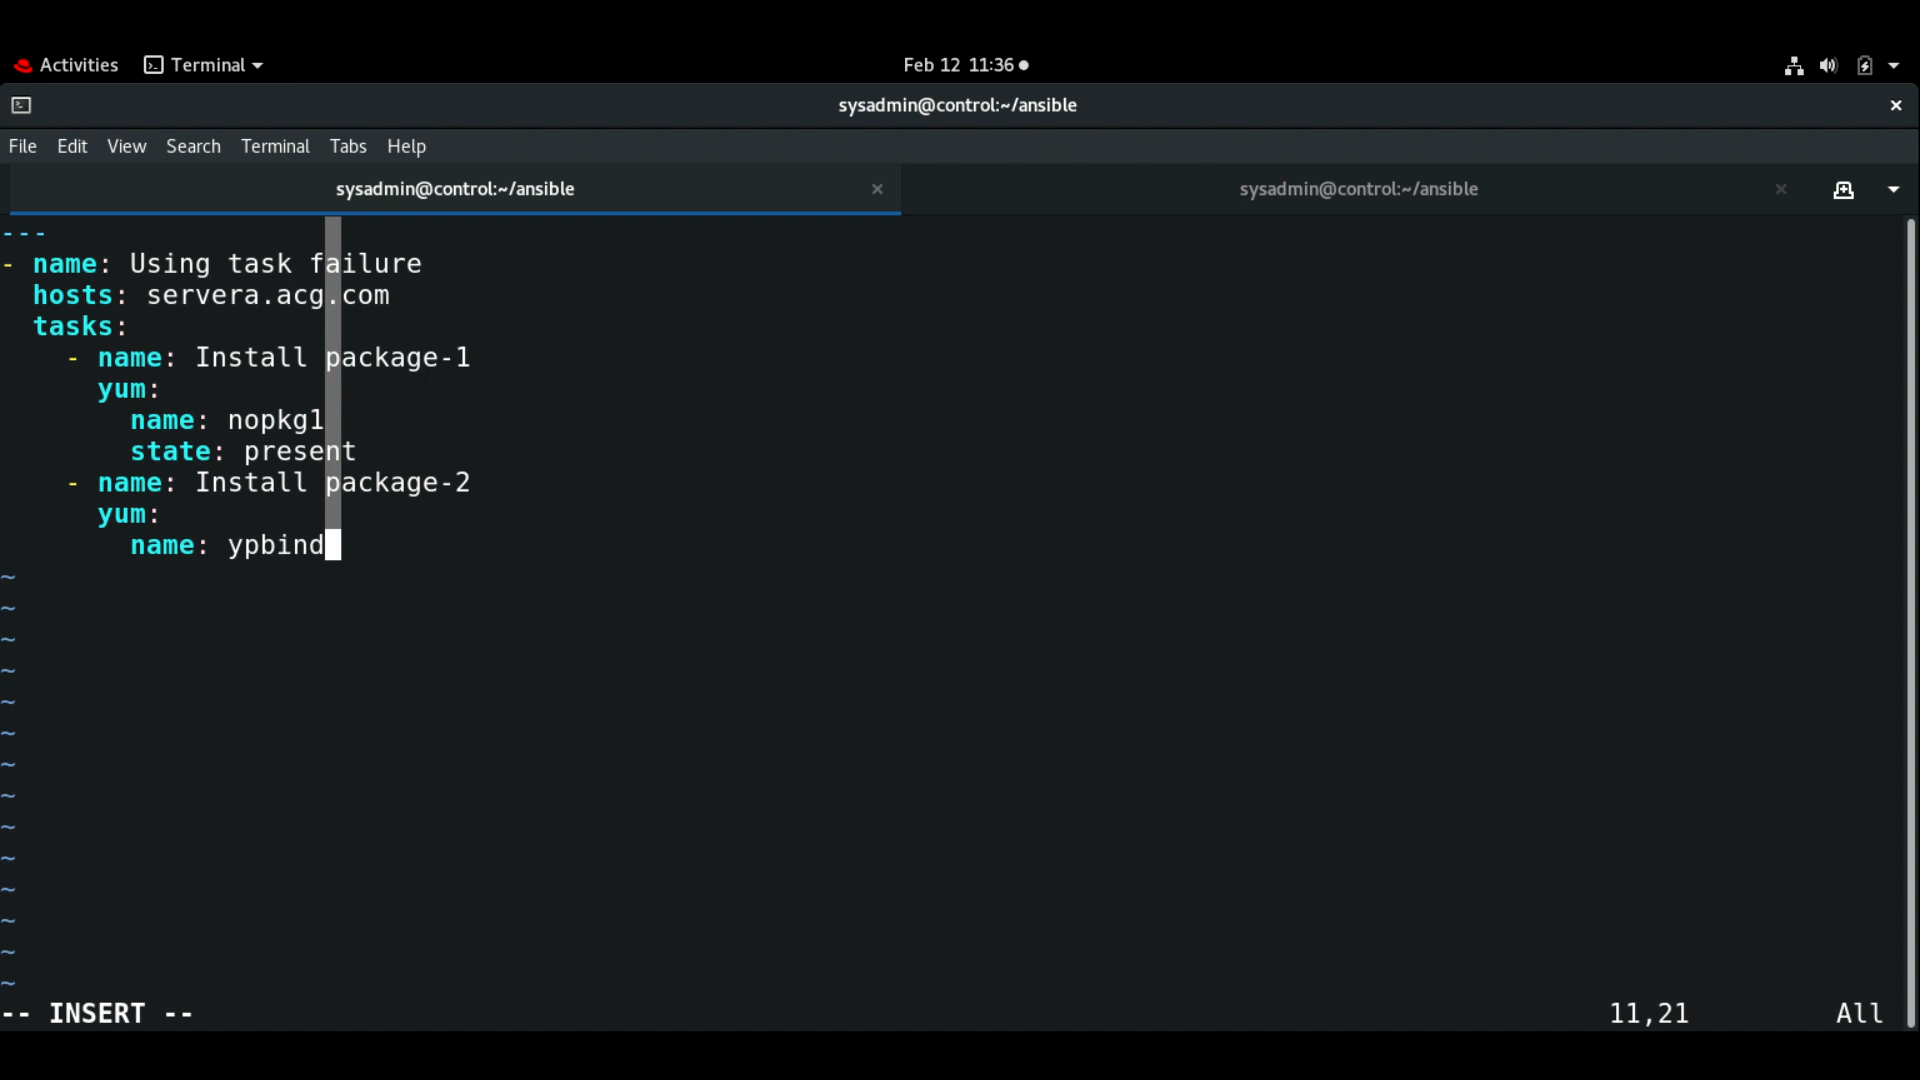 Activities Terminal Feb 12 11:36
sysadmin@control:~/ansible
File Edit View Search Terminal Tabs Help
sysadmin@control:~/ansible sysadmin@control:~/ansible
---
- name: Using task failure
  hosts: servera.acg.com
  tasks:
    - name: Install package-1
      yum:
        name: nopkg1
        state: present
    - name: Install package-2
      yum:
        name: ypbind
~
~
~
~
~
~
~
~
~
~
~
~
~
~
-- INSERT -- 11,21 All